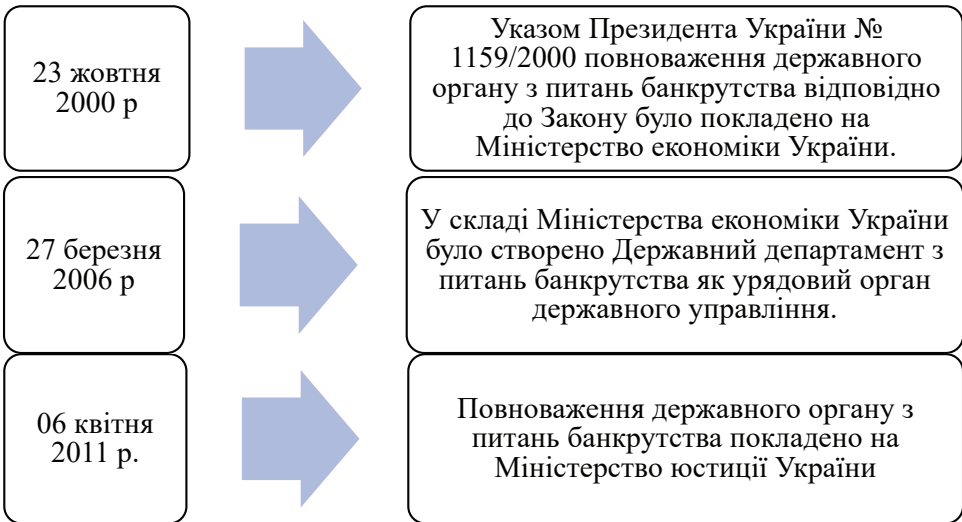 23 жовтня
2000 р
Указом Президента України №
1159/2000 повноваження державного
органу з питань банкрутства відповідно
до Закону було покладено на
Міністерство економіки України.
27 березня
2006 р
У складі Міністерства економіки України
було створено Державний департамент з
питань банкрутства як урядовий орган
державного управління.
06 квітня
2011 р.
Повноваження державного органу з
питань банкрутства покладено на
Міністерство юстиції України